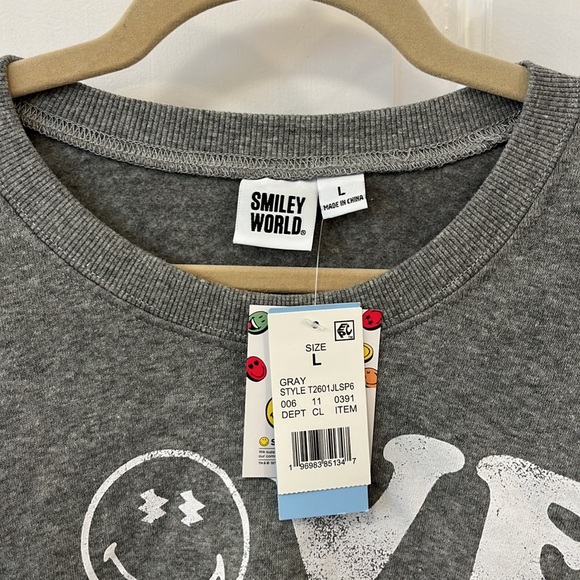 SMILEY
WORLD®
L
MADE IN CHINA
SIZE
L
GRAY
STYLE T2601JLSP6
006 11 0391
DEPT CL ITEM
1 96983 85134 7
VE